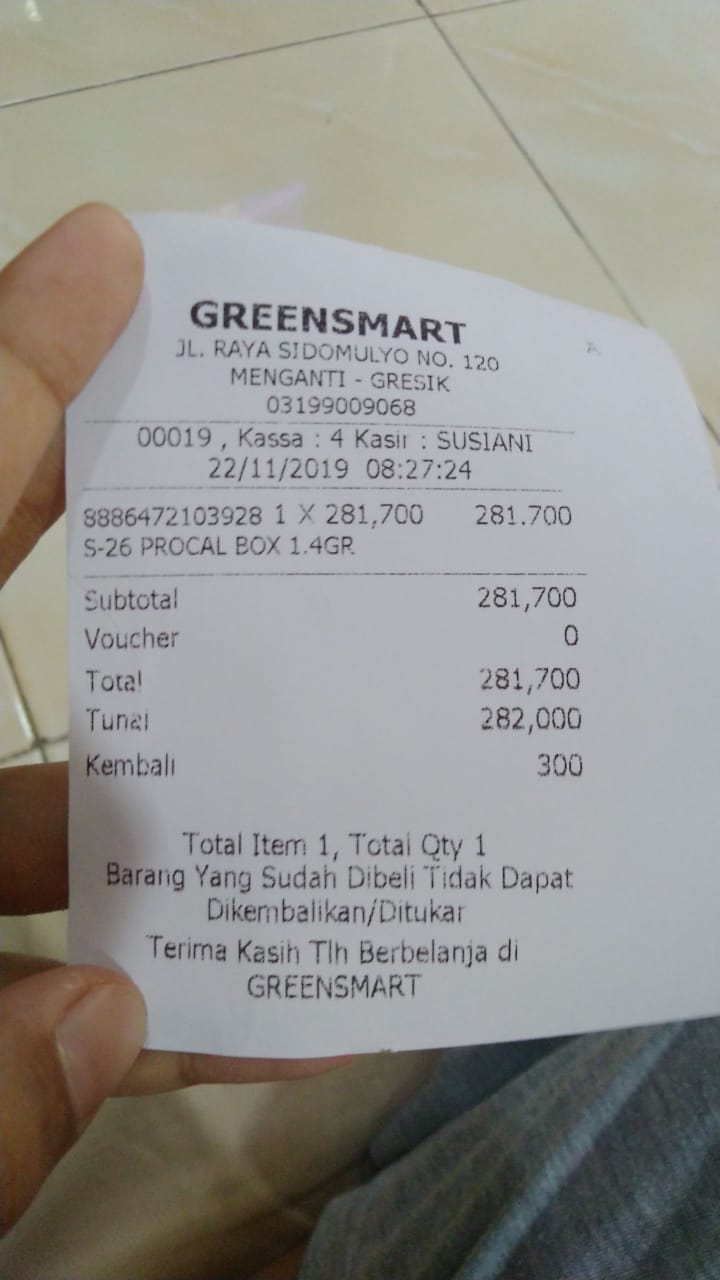 GREENSMART
JL. RAYA SIDOMULYO NO. 120
MENGANTI - GRESIK
03199009068
00019 , Kassa : 4 Kasir : SUSIANI
22/11/2019 08:27:24
8886472103928 1 X 281,700 281.700
S-26 PROCAL BOX 1.4GR
Subtotal 281,700
Voucher 0
Total 281,700
Tunai 282,000
Kembali 300
Total Item 1, Total Qty 1
Barang Yang Sudah Dibeli Tidak Dapat
Dikembalikan/Ditukar
Terima Kasih Tlh Berbelanja di
GREENSMART